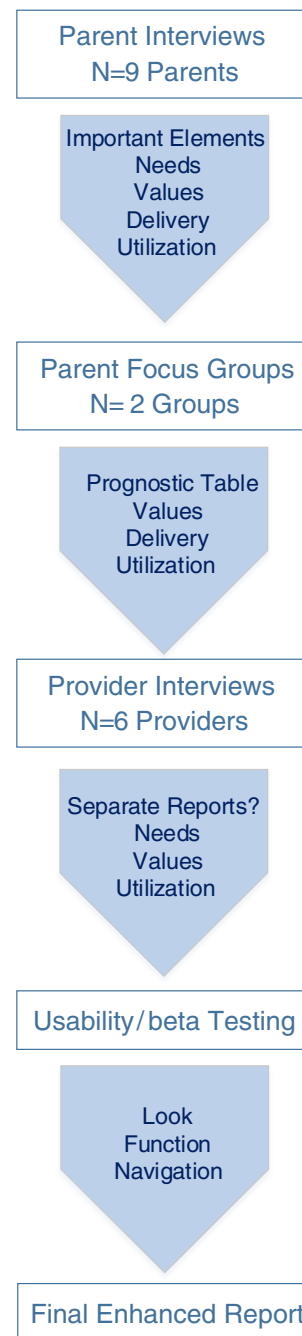 Parent Interviews
N=9 Parents
Important Elements
Needs
Values
Delivery
Utilization
Parent Focus Groups
N= 2 Groups
Prognostic Table
Values
Delivery
Utilization
Provider Interviews
N=6 Providers
Separate Reports?
Needs
Values
Utilization
Usability/beta Testing
Look
Function
Navigation
Final Enhanced Report